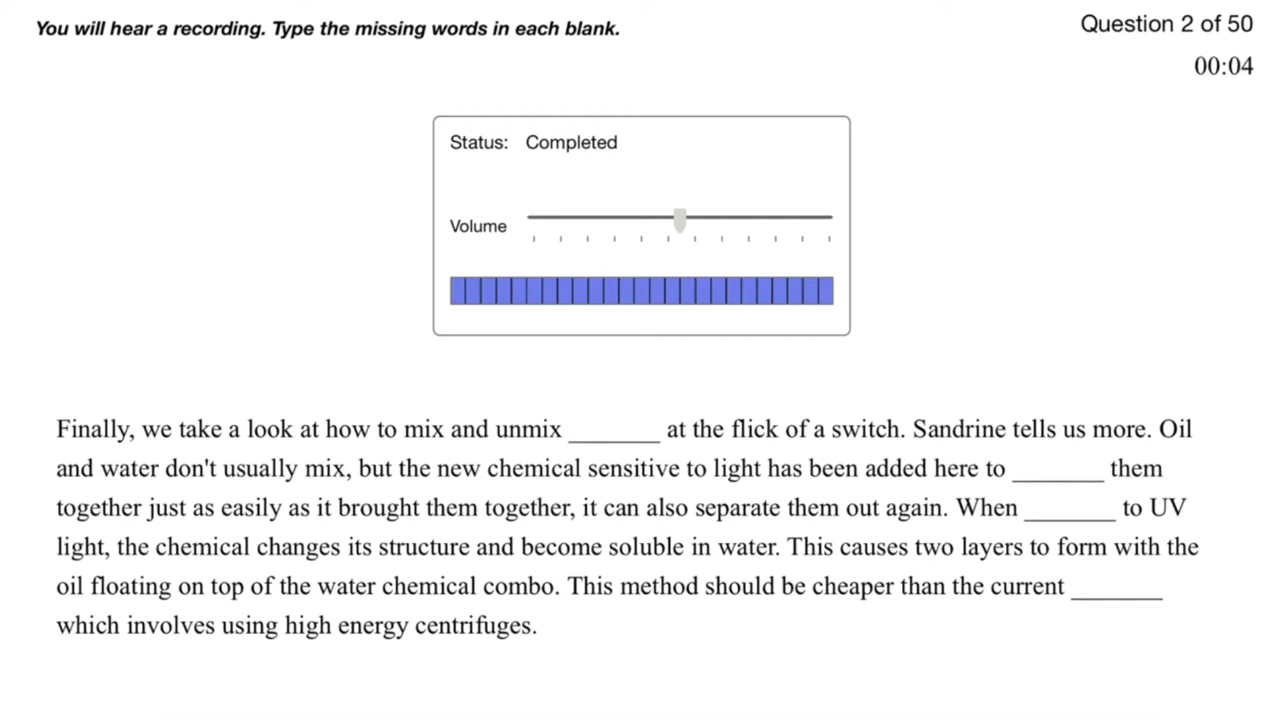 You will hear a recording. Type the missing words in each blank.
Question 2 of 50
00:04
Status: Completed
Volume
Finally, we take a look at how to mix and unmix ________ at the flick of a switch. Sandrine tells us more. Oil
and water don't usually mix, but the new chemical sensitive to light has been added here to ________ them
together just as easily as it brought them together, it can also separate them out again. When ________ to UV
light, the chemical changes its structure and become soluble in water. This causes two layers to form with the
oil floating on top of the water chemical combo. This method should be cheaper than the current ________
which involves using high energy centrifuges.